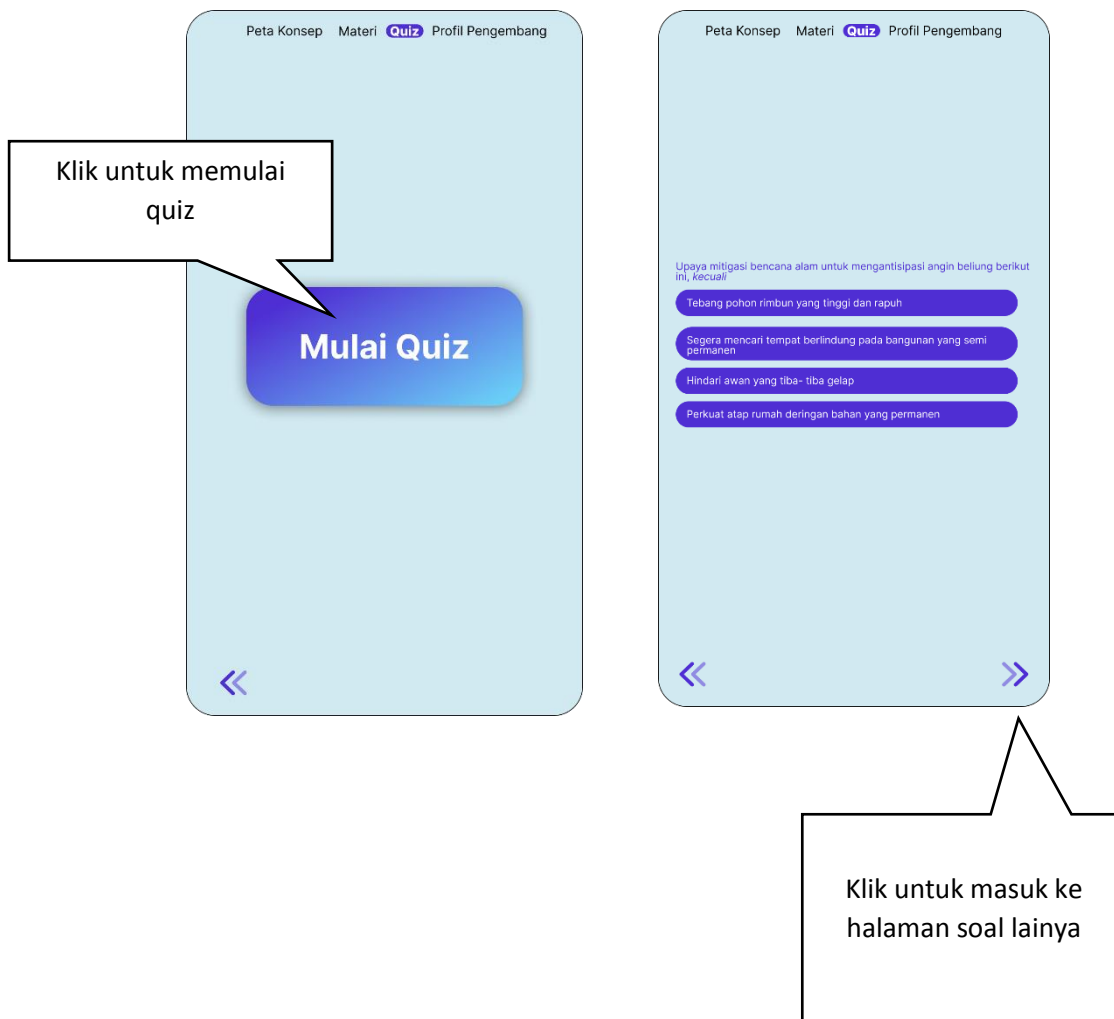 Peta Konsep Materi Quiz Profil Pengembang
Klik untuk memulai
quiz
Mulai Quiz
Peta Konsep Materi Quiz Profil Pengembang
Upaya mitigasi bencana alam untuk mengantisipasi angin beliung berikut
ini, kecuali
Tebang pohon rimbun yang tinggi dan rapuh
Segera mencari tempat berlindung pada bangunan yang semi
permanen
Hindari awan yang tiba- tiba gelap
Perkuat atap rumah deringan bahan yang permanen
Klik untuk masuk ke
halaman soal lainya